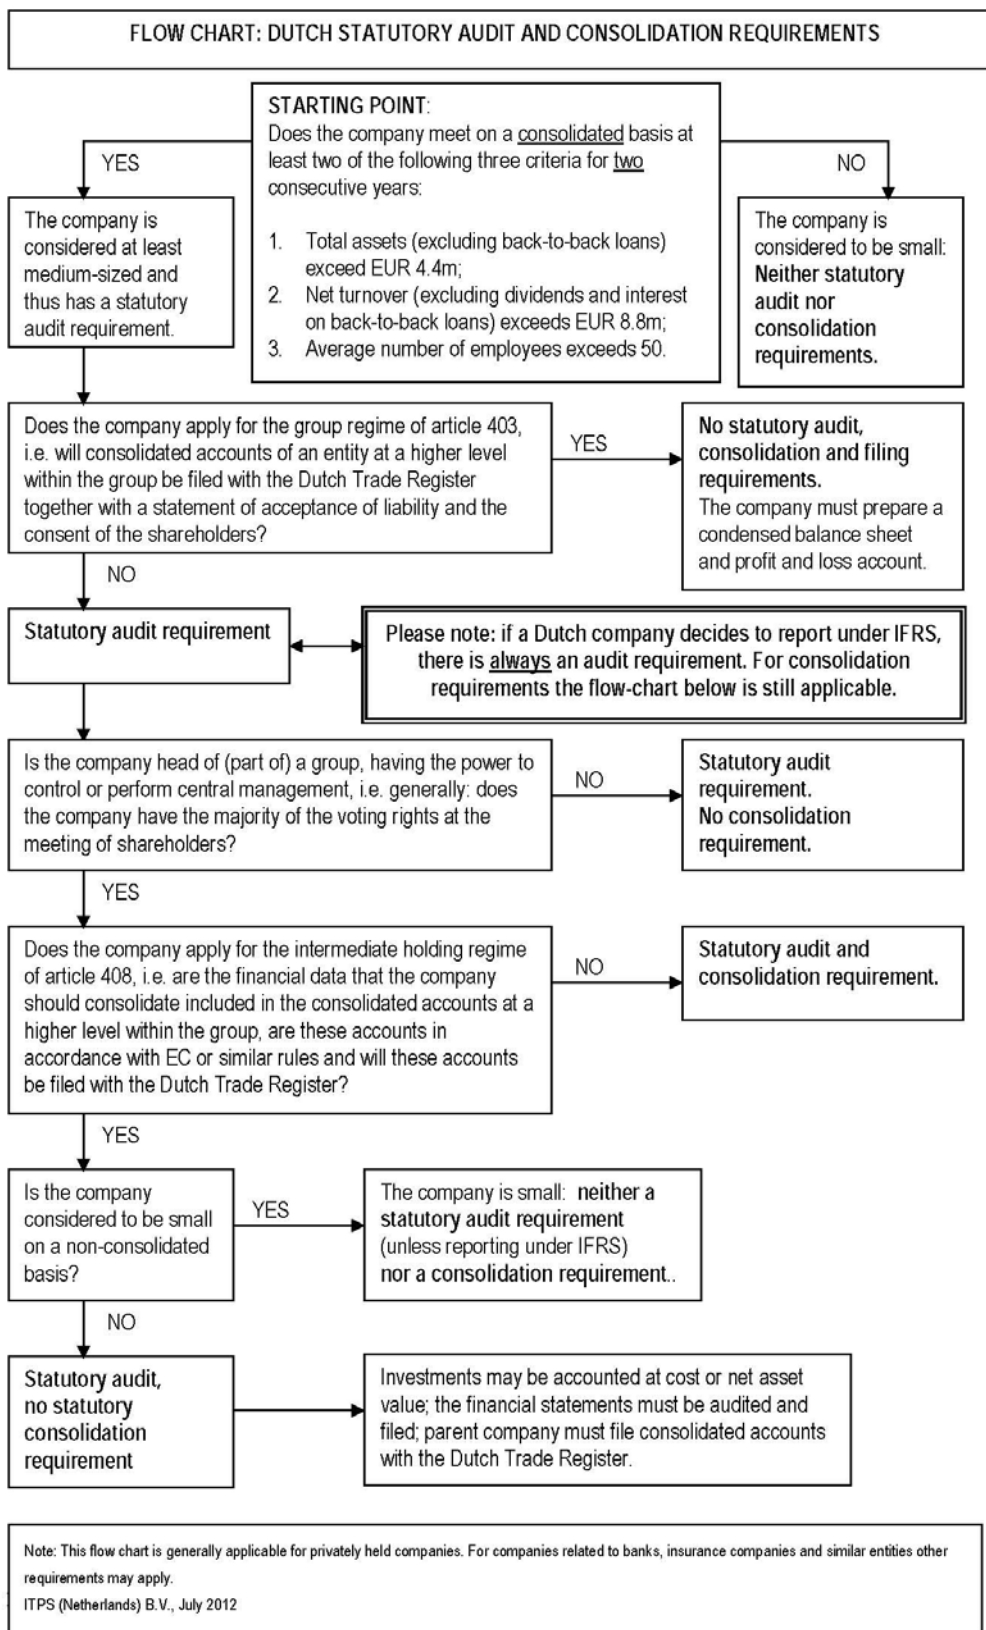 FLOW CHART: DUTCH STATUTORY AUDIT AND CONSOLIDATION REQUIREMENTS
STARTING POINT:
Does the company meet on a consolidated basis at
least two of the following three criteria for two
consecutive years:
1. Total assets (excluding back-to-back loans)
exceed EUR 4.4m;
2. Net turnover (excluding dividends and interest
on back-to-back loans) exceeds EUR 8.8m;
3. Average number of employees exceeds 50.
YES
NO
The company is
considered at least
medium-sized and
thus has a statutory
audit requirement.
The company is
considered to be small:
Neither statutory
audit nor
consolidation
requirements.
Does the company apply for the group regime of article 403,
i.e. will consolidated accounts of an entity at a higher level
within the group be filed with the Dutch Trade Register
together with a statement of acceptance of liability and the
consent of the shareholders?
YES
No statutory audit,
consolidation and filing
requirements.
The company must prepare a
condensed balance sheet
and profit and loss account.
NO
Statutory audit requirement
Please note: if a Dutch company decides to report under IFRS,
there is always an audit requirement. For consolidation
requirements the flow-chart below is still applicable.
Is the company head of (part of) a group, having the power to
control or perform central management, i.e. generally: does
the company have the majority of the voting rights at the
meeting of shareholders?
NO
Statutory audit
requirement.
No consolidation
requirement.
YES
Does the company apply for the intermediate holding regime
of article 408, i.e. are the financial data that the company
should consolidate included in the consolidated accounts at a
higher level within the group, are these accounts in
accordance with EC or similar rules and will these accounts
be filed with the Dutch Trade Register?
NO
Statutory audit and
consolidation requirement.
YES
Is the company
considered to be small
on a non-consolidated
basis?
YES
The company is small: neither a
statutory audit requirement
(unless reporting under IFRS)
nor a consolidation requirement..
NO
Statutory audit,
no statutory
consolidation
requirement
Investments may be accounted at cost or net asset
value; the financial statements must be audited and
filed; parent company must file consolidated accounts
with the Dutch Trade Register.
Note: This flow chart is generally applicable for privately held companies. For companies related to banks, insurance companies and similar entities other
requirements may apply.
ITPS (Netherlands) B.V., July 2012